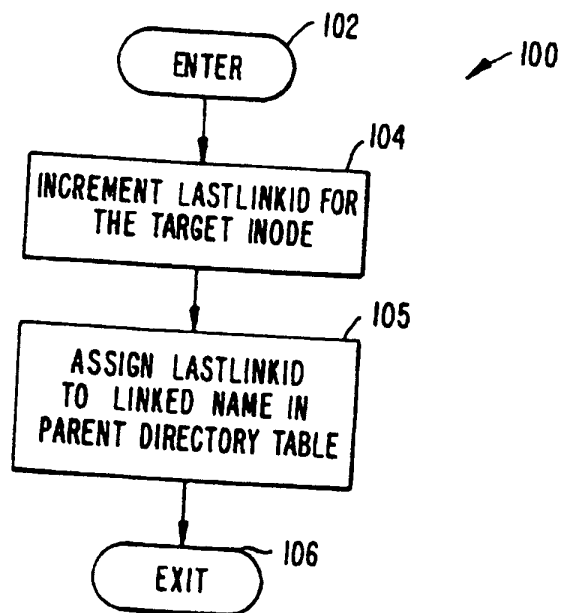 102
ENTER
100
104
INCREMENT LASTLINKID FOR
THE TARGET INODE
105
ASSIGN LASTLINKID
TO LINKED NAME IN
PARENT DIRECTORY TABLE
106
EXIT